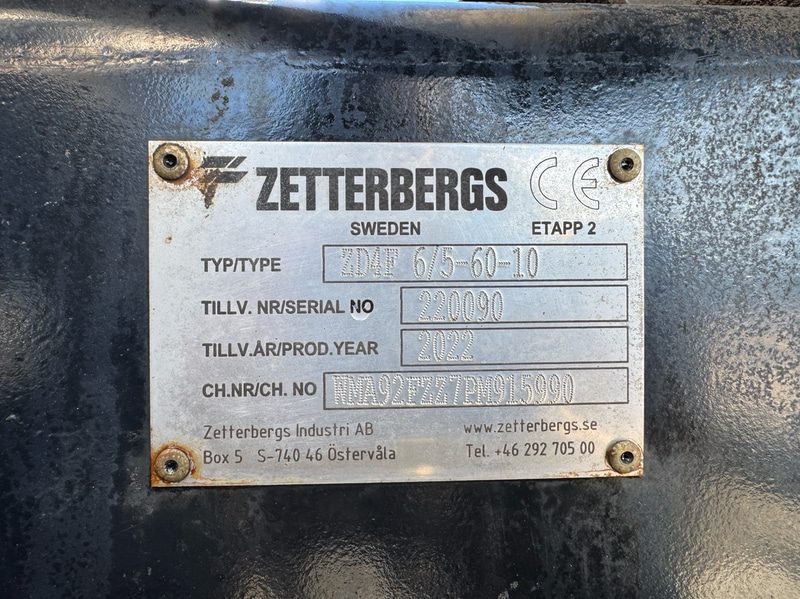 ZETTERBERGS CE
SWEDEN ETAPP 2
TYP/TYPE ZD4F 6/5-60-10
TILLV. NR/SERIAL NO 220090
TILLV.ÅR/PROD.YEAR 2022
CH.NR/CH. NO WMA92FZZ7PM915990
Zetterbergs Industri AB www.zetterbergs.se
Box 5 S-740 46 Östervåla Tel. +46 292 705 00